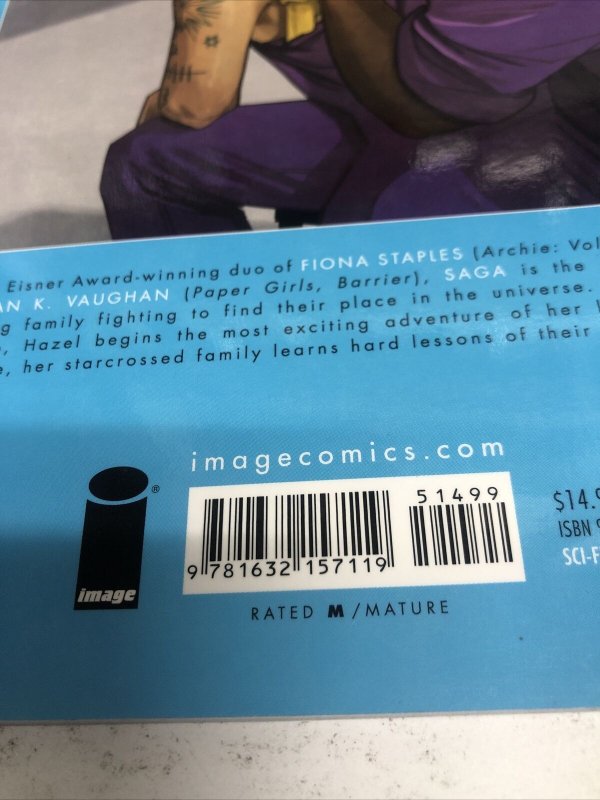 Eisner Award-winning duo of FIONA STAPLES (Archie: Vol
AN K. VAUGHAN (Paper Girls, Barrier), SAGA is the
g family fighting to find their place in the universe.
, Hazel begins the most exciting adventure of her
, her starcrossed family learns hard lessons of their
imagecomics.com
®
51499
$14.9
ISBN 9
SCI-F
9 781632 157119
image
RATED M /MATURE